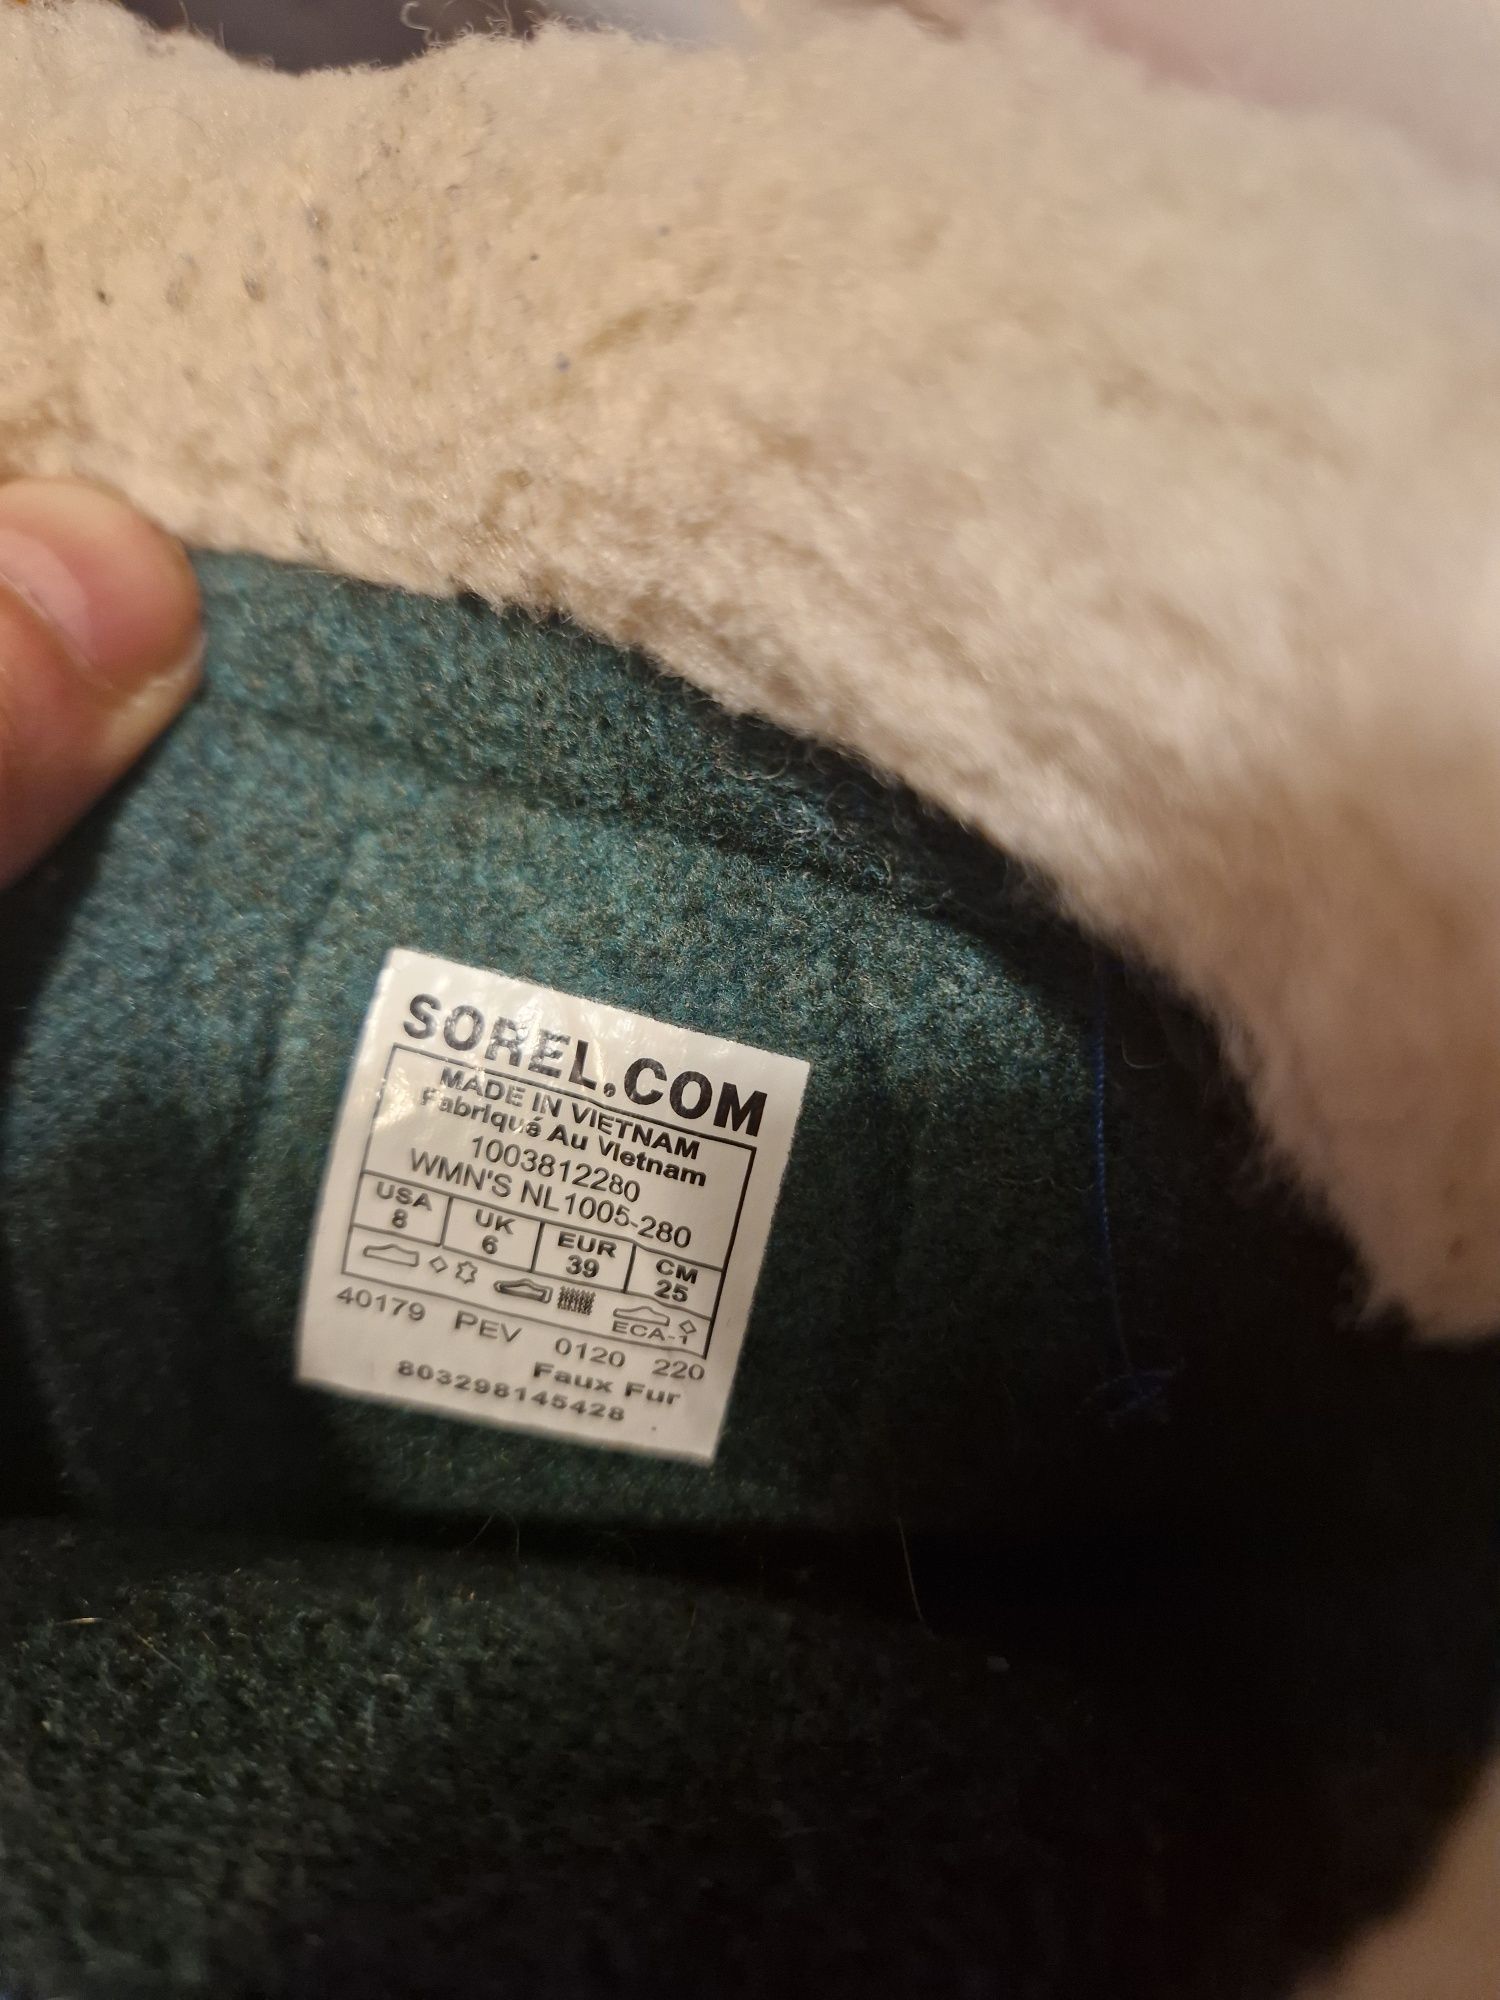 SOREL.COM
MADE IN VIETNAM
Fabriqué Au Vietnam
1003812280
WMN'S NL1005-280
USA UK EUR CM
8 6 39 25
ECA-1
40179 PEV 0120 220
Faux Fur
803298145428